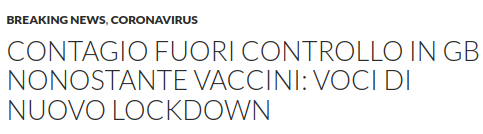 BREAKING NEWS, CORONAVIRUS
CONTAGIO FUORI CONTROLLO IN GB
NONOSTANTE VACCINI: VOCI DI
NUOVO LOCKDOWN